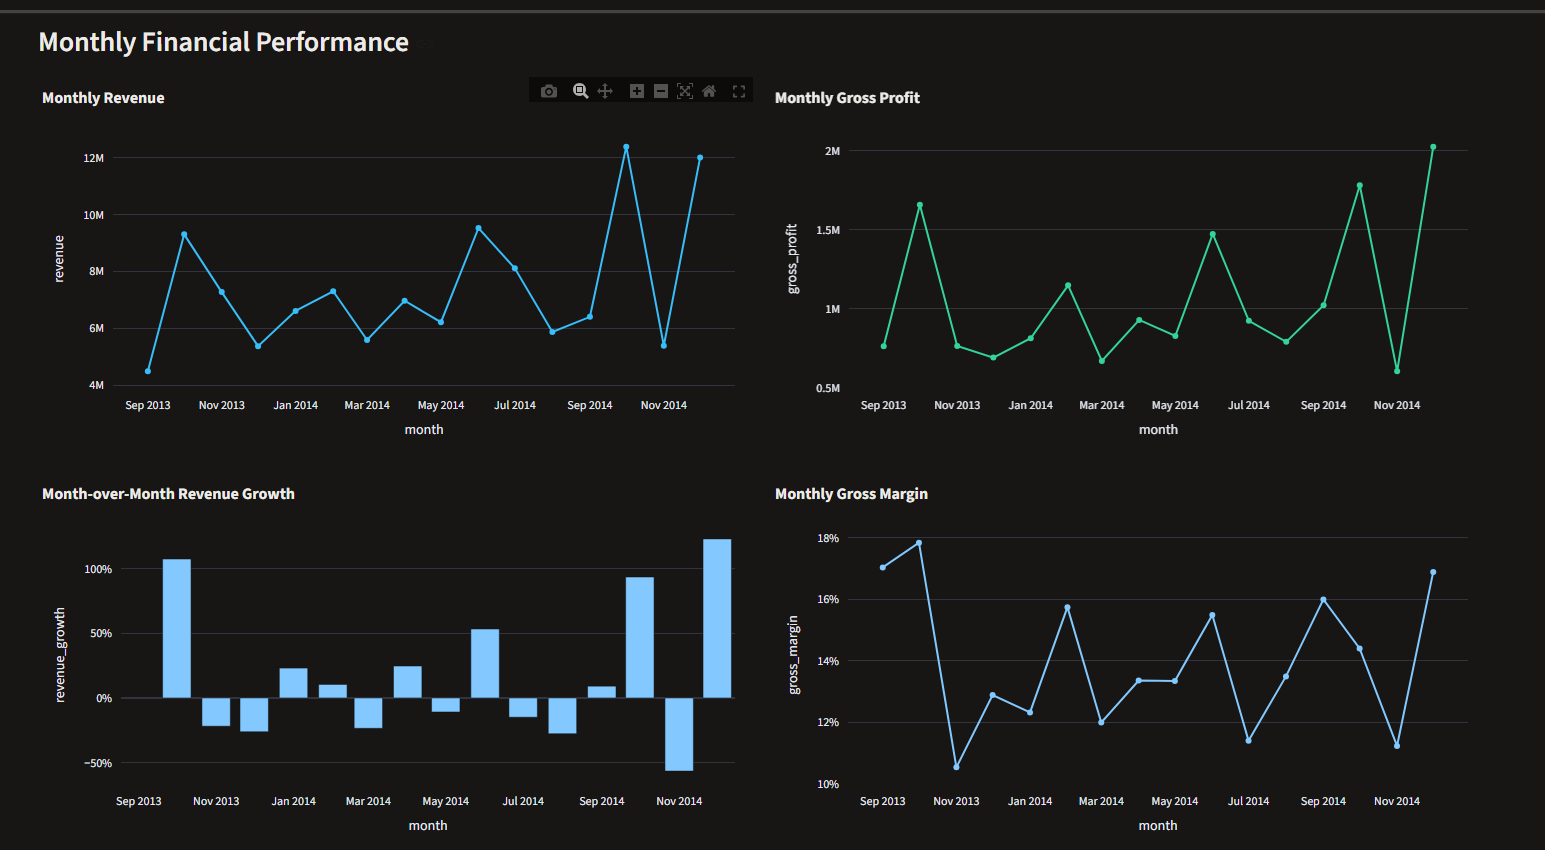 Monthly Financial Performance
Monthly Revenue
12M
10M
8M
6M
4M
revenue
Sep 2013 Nov 2013 Jan 2014 Mar 2014 May 2014 Jul 2014 Sep 2014 Nov 2014
month
Monthly Gross Profit
2M
1.5M
1M
0.5M
gross_profit
Sep 2013 Nov 2013 Jan 2014 Mar 2014 May 2014 Jul 2014 Sep 2014 Nov 2014
month
Month-over-Month Revenue Growth
100%
50%
0%
−50%
revenue_growth
Sep 2013 Nov 2013 Jan 2014 Mar 2014 May 2014 Jul 2014 Sep 2014 Nov 2014
month
Monthly Gross Margin
18%
16%
14%
12%
10%
gross_margin
Sep 2013 Nov 2013 Jan 2014 Mar 2014 May 2014 Jul 2014 Sep 2014 Nov 2014
month